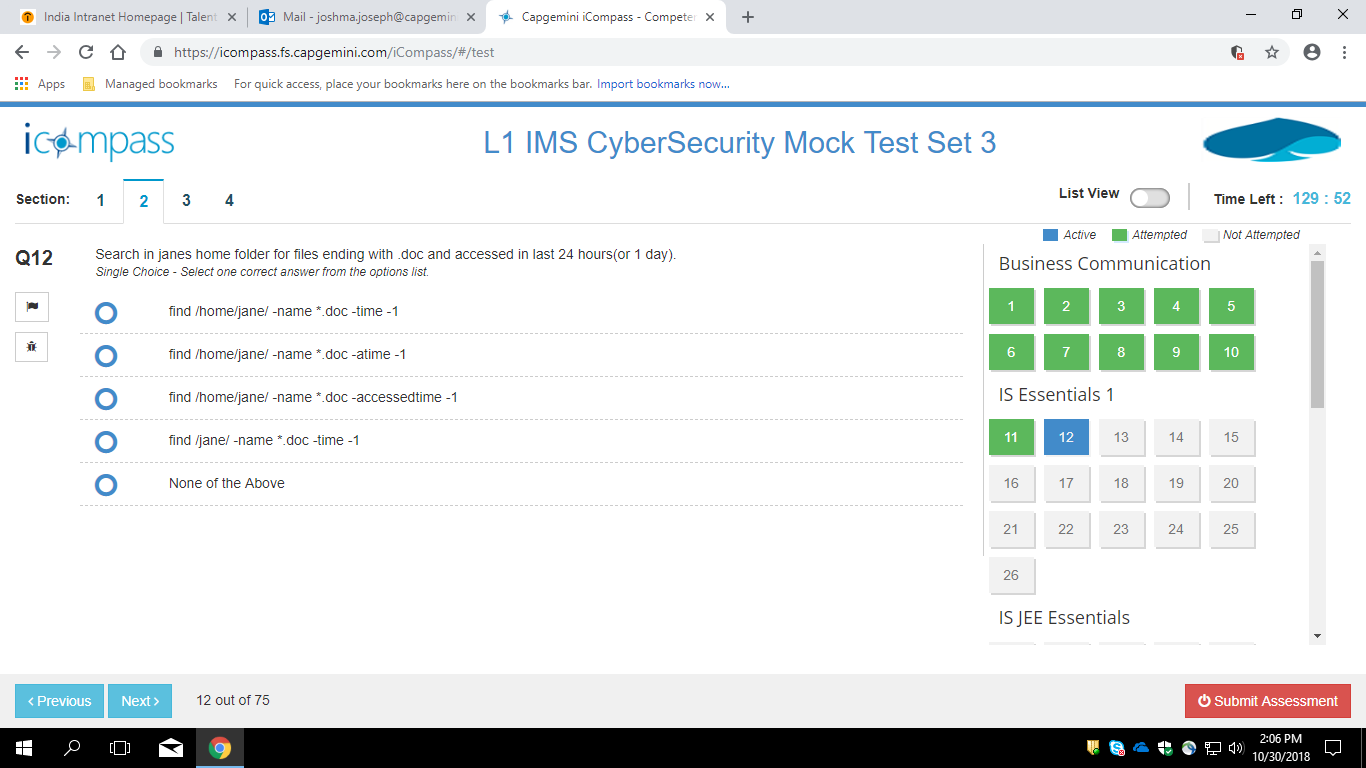 India Intranet Homepage | Talent
Mail - joshma.joseph@capgemin
Capgemini iCompass - Competen
https://icompass.fs.capgemini.com/iCompass/#/test
Apps
Managed bookmarks
For quick access, place your bookmarks here on the bookmarks bar. Import bookmarks now...
icompass
L1 IMS CyberSecurity Mock Test Set 3
Section: 1 2 3 4
List View
Time Left : 129 : 52
Active Attempted Not Attempted
Q12
Search in janes home folder for files ending with .doc and accessed in last 24 hours(or 1 day).
Single Choice - Select one correct answer from the options list.
find /home/jane/ -name *.doc -time -1
find /home/jane/ -name *.doc -atime -1
find /home/jane/ -name *.doc -accessedtime -1
find /jane/ -name *.doc -time -1
None of the Above
Business Communication
1 2 3 4 5
6 7 8 9 10
IS Essentials 1
11 12 13 14 15
16 17 18 19 20
21 22 23 24 25
26
IS JEE Essentials
‹ Previous
Next ›
12 out of 75
Submit Assessment
2:06 PM
10/30/2018